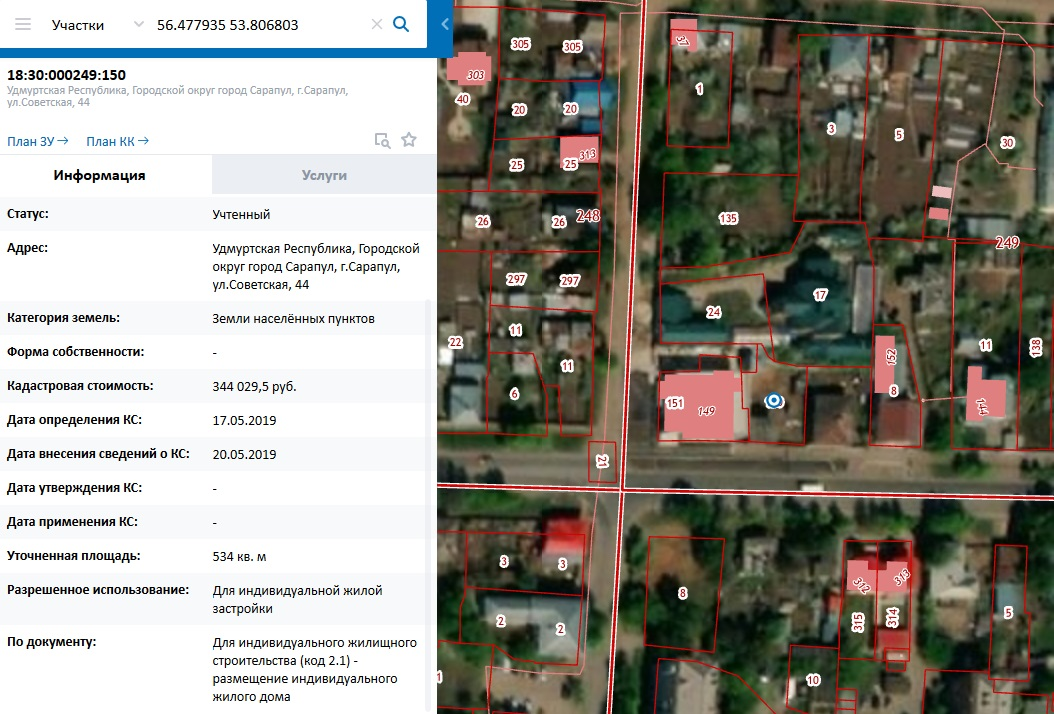 Участки
56.477935 53.806803
18:30:000249:150
Удмуртская Республика, Городской округ город Сарапул, г.Сарапул,
ул.Советская, 44
План ЗУ→ План КК→
Информация
Услуги
Статус: Учтенный
Адрес: Удмуртская Республика, Городской
округ город Сарапул, г.Сарапул,
ул.Советская, 44
Категория земель: Земли населённых пунктов
Форма собственности: -
Кадастровая стоимость: 344 029,5 руб.
Дата определения КС: 17.05.2019
Дата внесения сведений о КС: 20.05.2019
Дата утверждения КС: -
Дата применения КС: -
Уточненная площадь: 534 кв. м
Разрешенное использование: Для индивидуальной жилой
застройки
По документу: Для индивидуального жилищного
строительства (код 2.1) -
размещение индивидуального
жилого дома
305
305
37
303
40
1
20
20
3
5
30
25
25
313
26
26
248
135
249
297
297
17
24
22
11
11
11
138
152
6
8
151
149
144
21
3
3
8
312
313
2
2
315
314
5
1
10